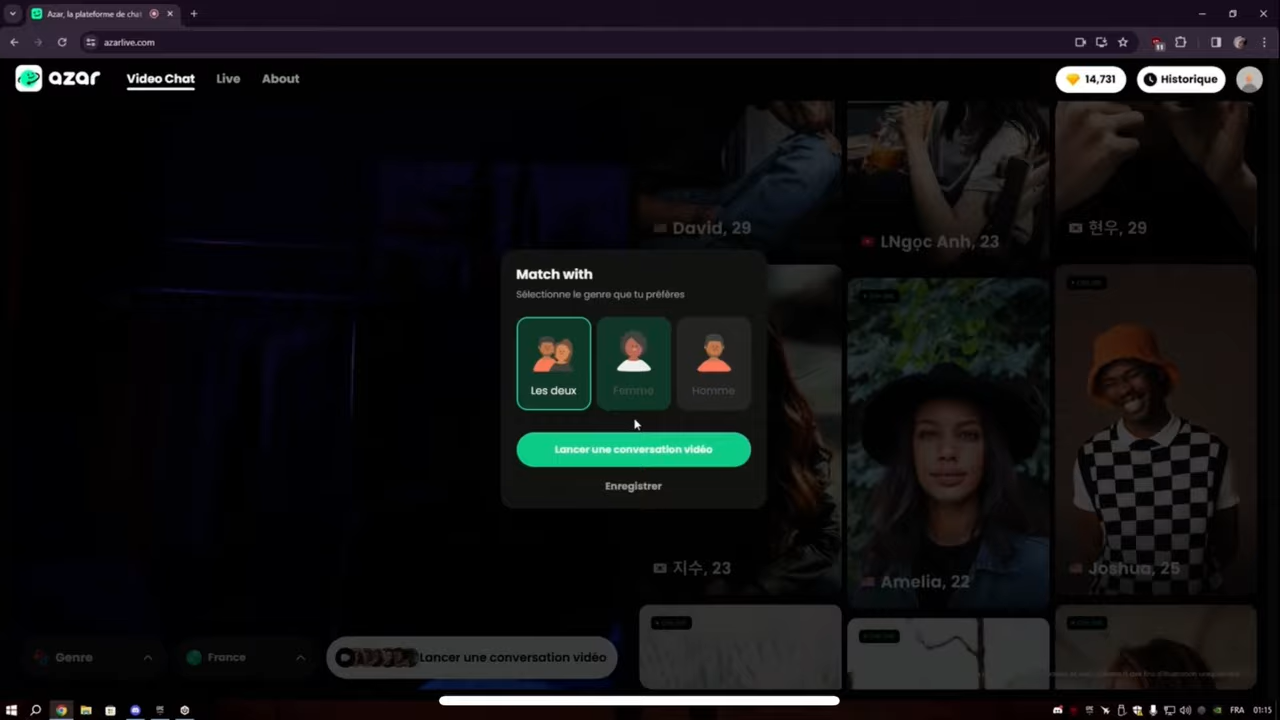 Azar, la plateforme de chat
azarlive.com
11
azar
Video Chat
Live
About
14,731
Historique
David, 29
LNgọc Anh, 23
현우, 29
Match with
Sélectionne le genre que tu préfères
Les deux
Femme
Homme
Lancer une conversation vidéo
Enregistrer
지수, 23
Amelia, 22
Joshua, 25
Genre
France
Lancer une conversation vidéo
FRA
01:15